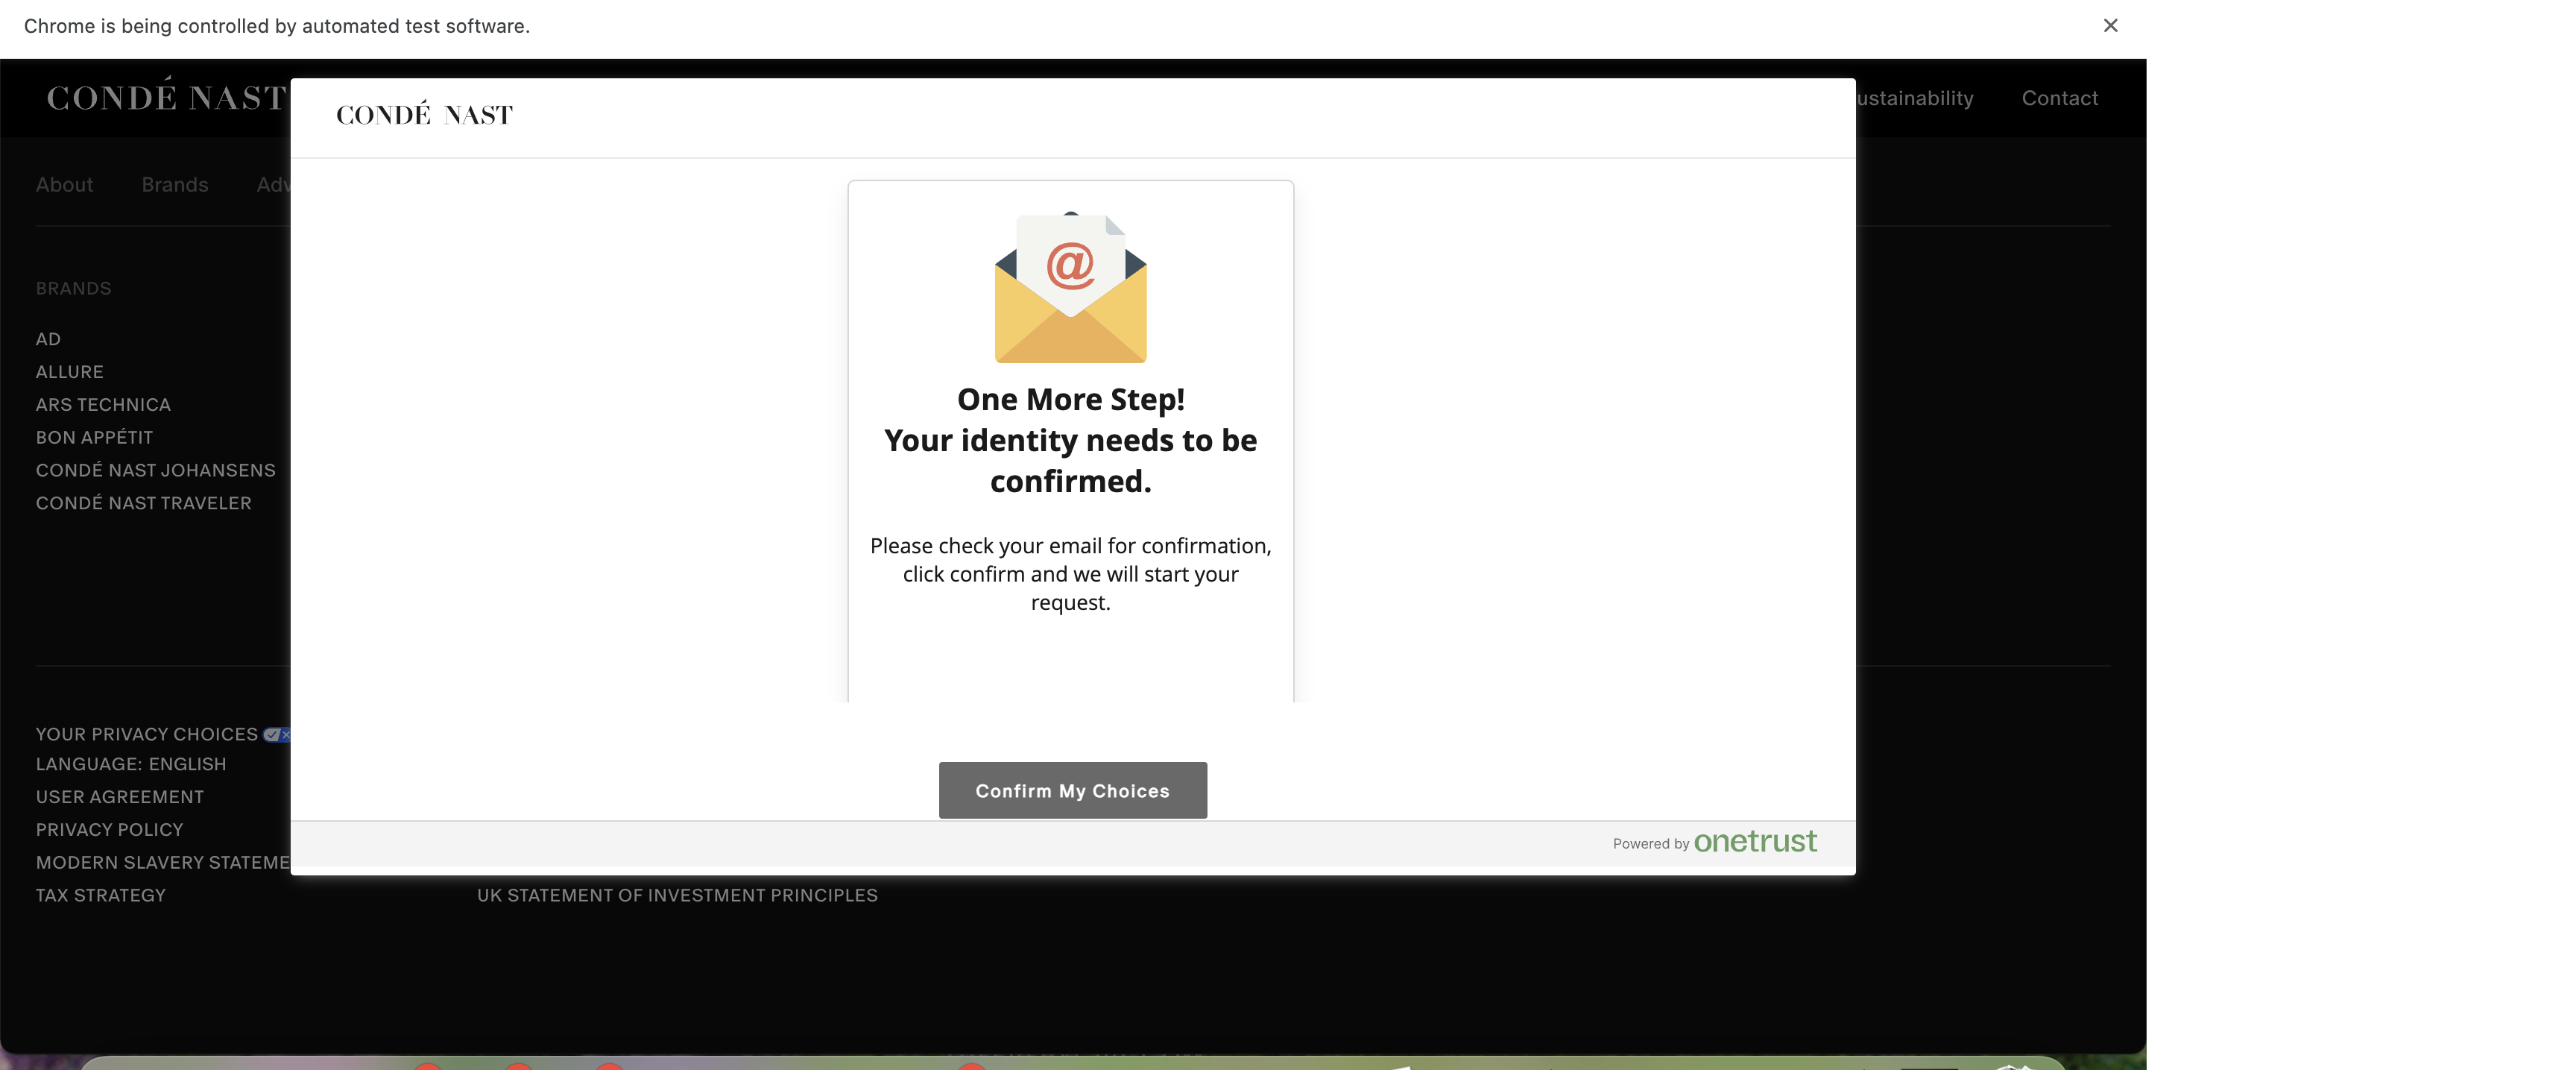 Chrome is being controlled by automated test software.
CONDÉ NAST
Contact
CONDÉ NAST
About
Brands
BRANDS
AD
ALLURE
ARS TECHNICA
BON APPÉTIT
CONDÉ NAST JOHANSENS
CONDÉ NAST TRAVELER
@
One More Step!
Your identity needs to be
confirmed.
Please check your email for confirmation,
click confirm and we will start your
request.
Confirm My Choices
Powered by onetrust
YOUR PRIVACY CHOICES
LANGUAGE: ENGLISH
USER AGREEMENT
PRIVACY POLICY
MODERN SLAVERY
TAX STRATEGY
UK STATEMENT OF INVESTMENT PRINCIPLES